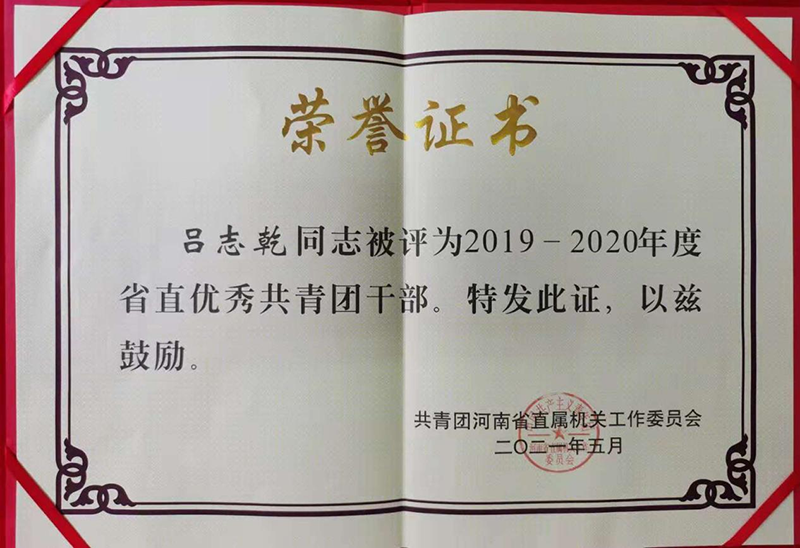 荣誉证书
吕志乾同志被评为2019-2020年度
省直优秀共青团干部。特发此证，以兹
鼓励。
共青团河南省直属机关工作委员会
二〇二一年五月
委员会